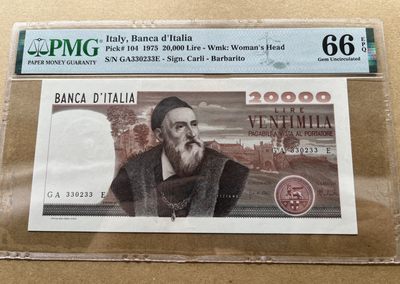 PMG
PAPER MONEY GUARANTY
Italy, Banca d'Italia
Pick# 104 1975 20,000 Lire - Wmk: Woman's Head
S/N GA330233E - Sign. Carli - Barbarito
66 EPQ
Gem Uncirculated
BANCA D'ITALIA
20000
LIRE
VENTIMILA
PAGABILI A VISTA AL PORTATORE
GA 330233 E
GA 330233 E